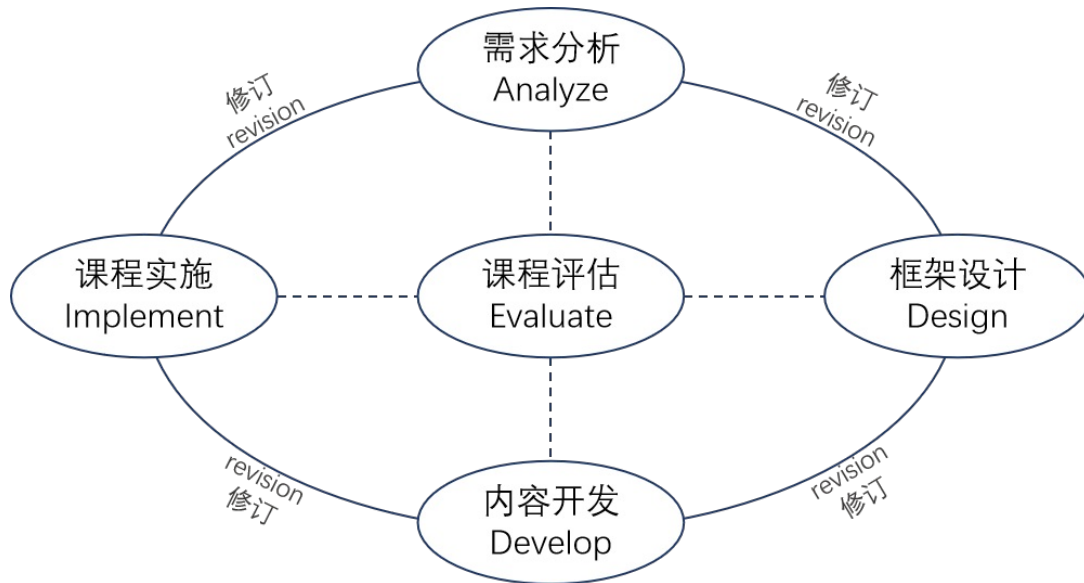 需求分析
Analyze
修订
revision
修订
revision
课程实施
Implement
课程评估
Evaluate
框架设计
Design
revision
修订
revision
修订
内容开发
Develop